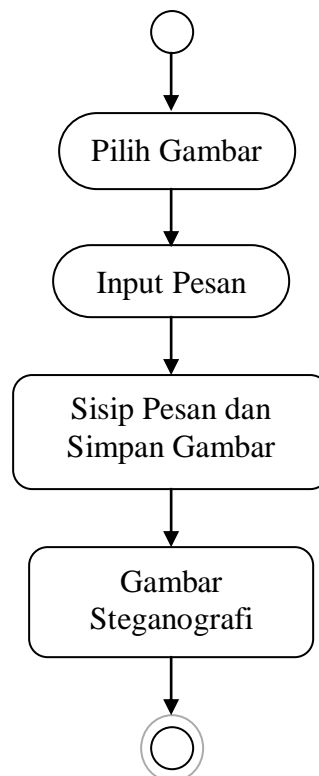 Pilih Gambar
Input Pesan
Sisip Pesan dan
Simpan Gambar
Gambar
Steganografi